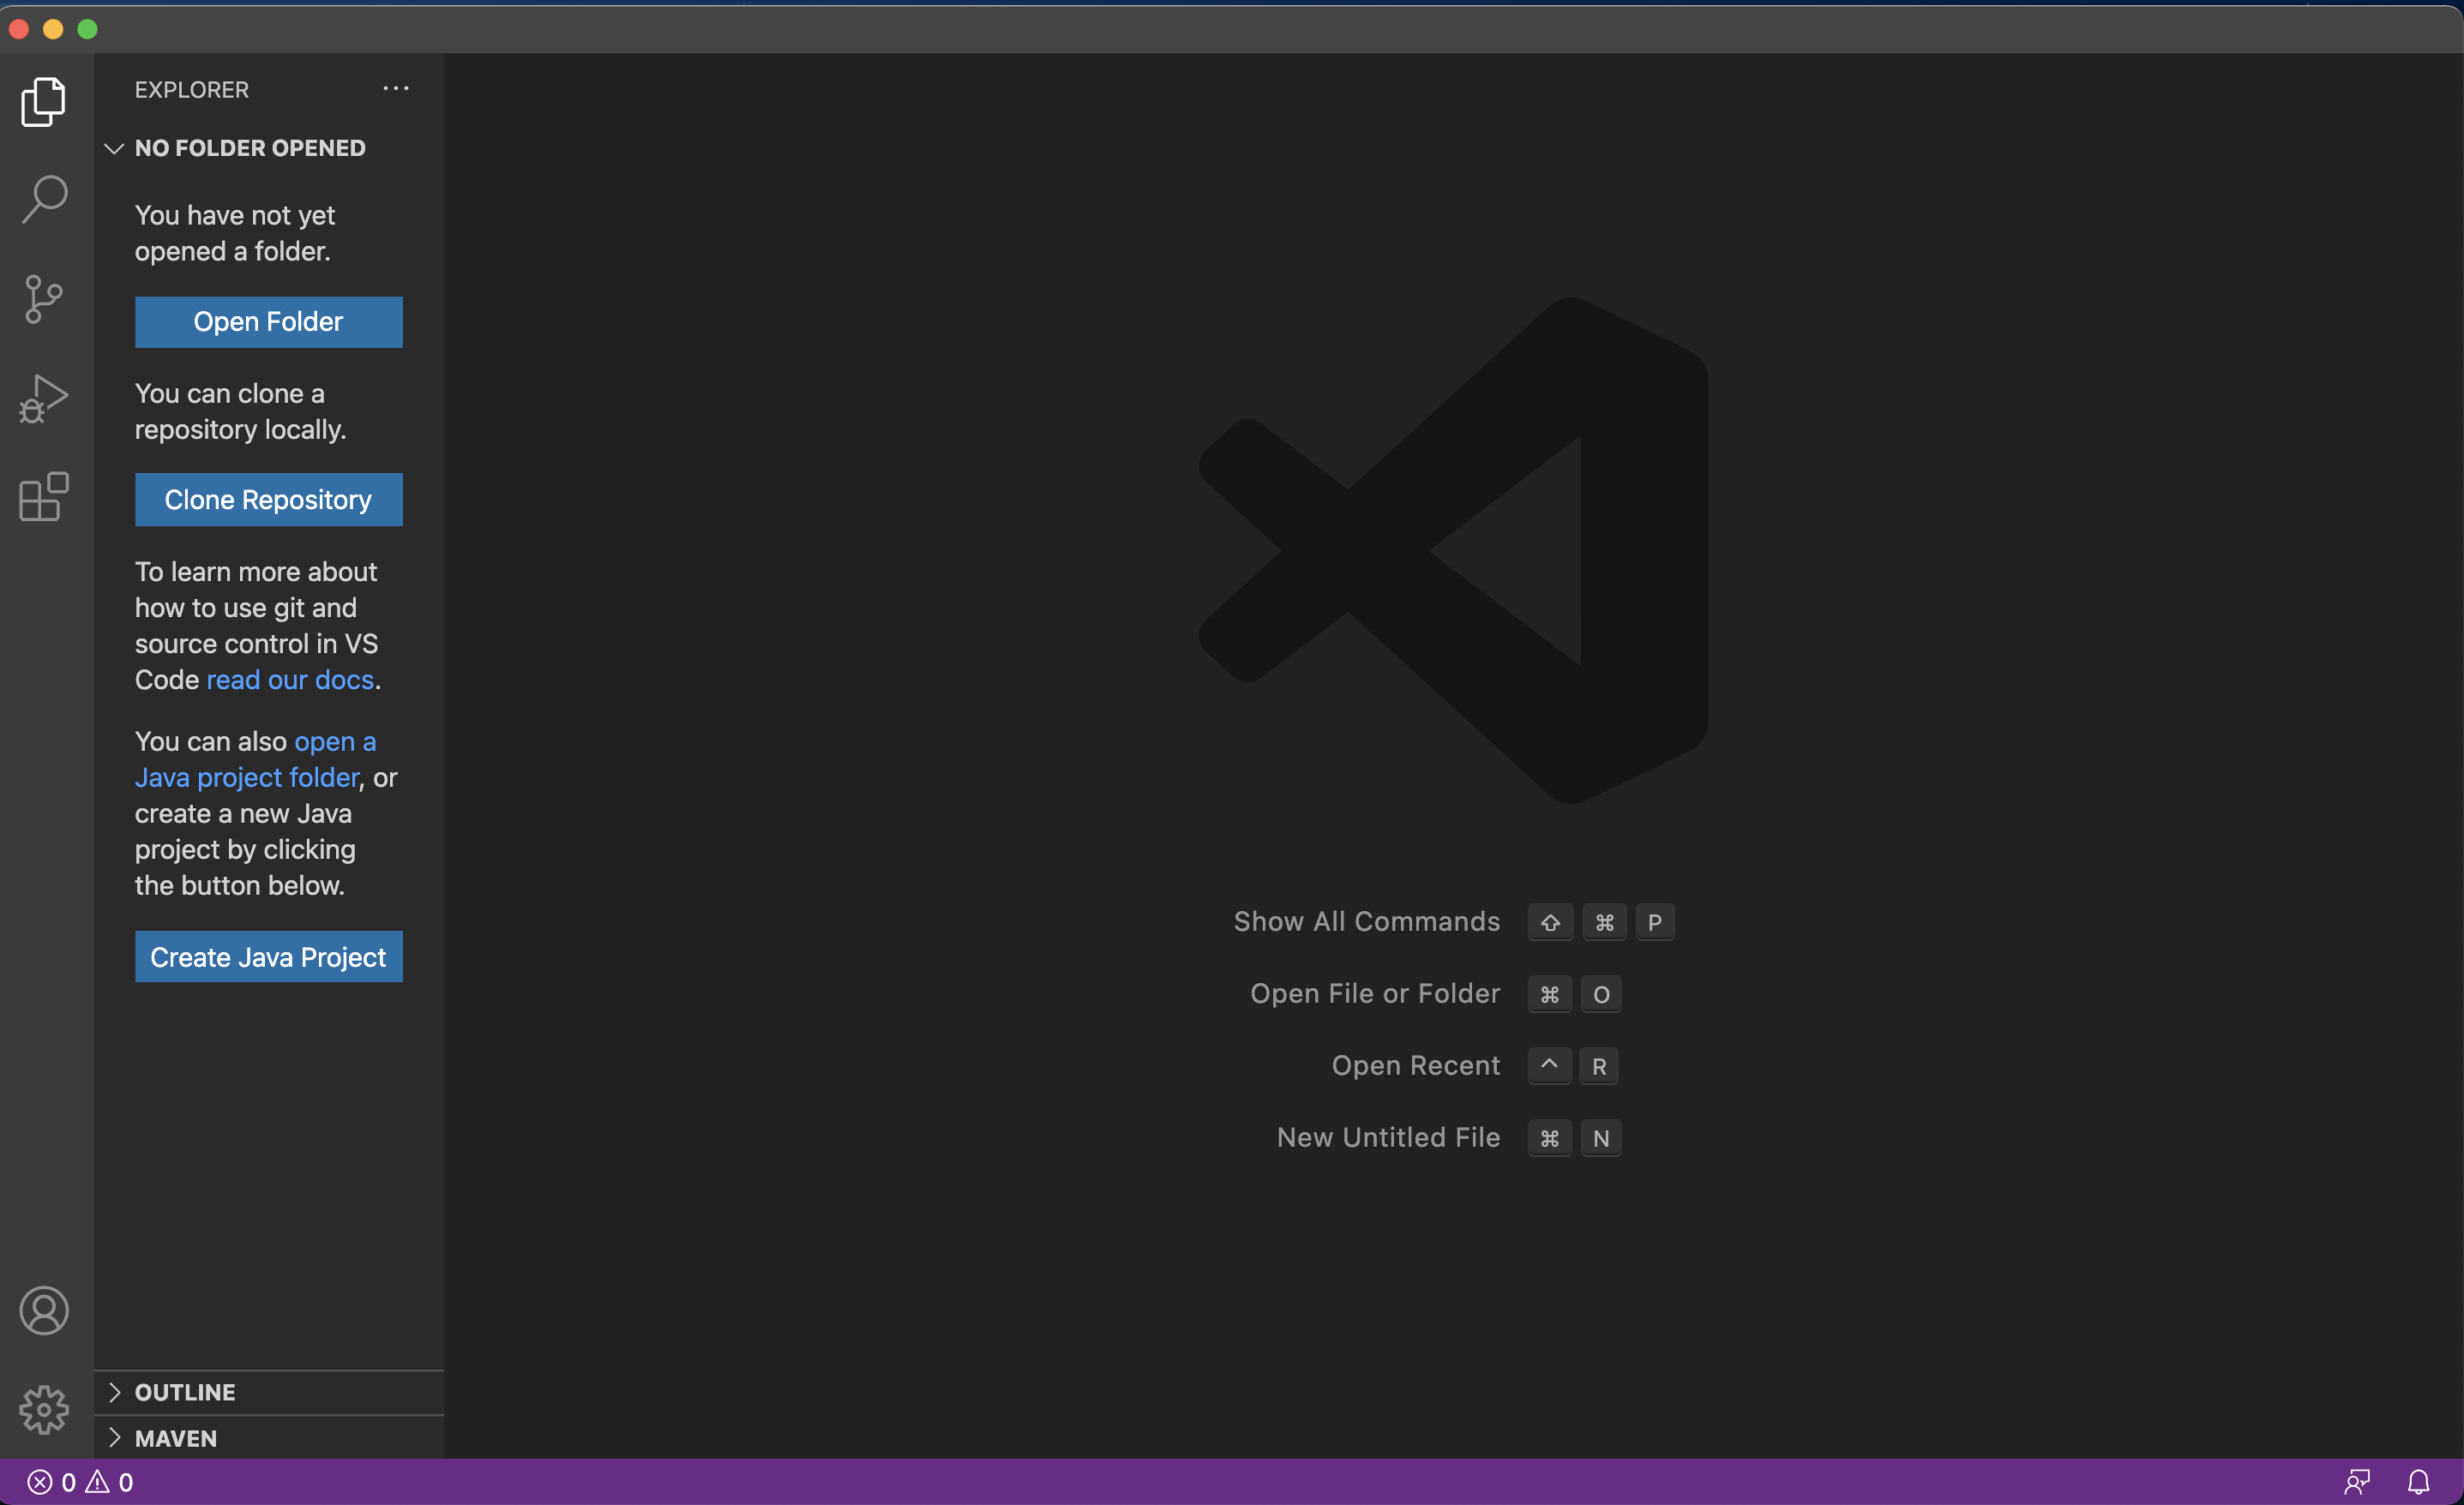 EXPLORER
NO FOLDER OPENED
You have not yet
opened a folder.
Open Folder
You can clone a
repository locally.
Clone Repository
To learn more about
how to use git and
source control in VS
Code read our docs.
You can also open a
Java project folder, or
create a new Java
project by clicking
the button below.
Create Java Project
OUTLINE
MAVEN
Show All Commands ⇧ ⌘ P
Open File or Folder ⌘ O
Open Recent ^ R
New Untitled File ⌘ N
0 0